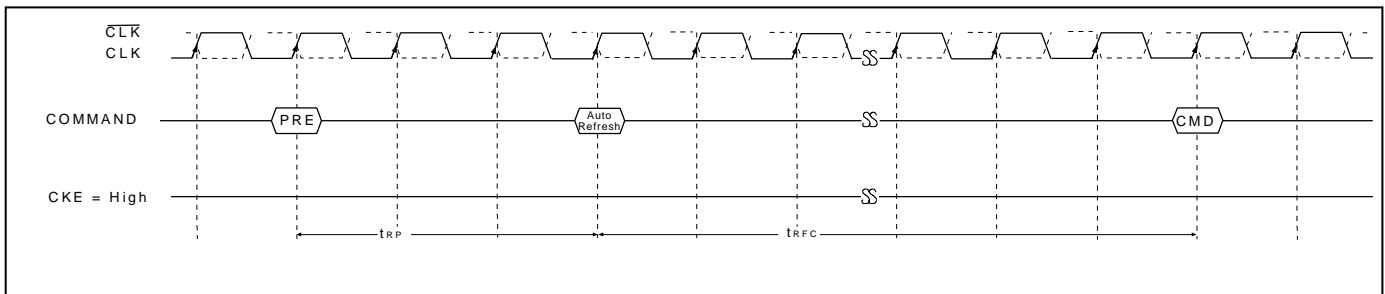 CLK
CLK
COMMAND
PRE
Auto
Refresh
CMD
CKE = High
tRP
tRFC